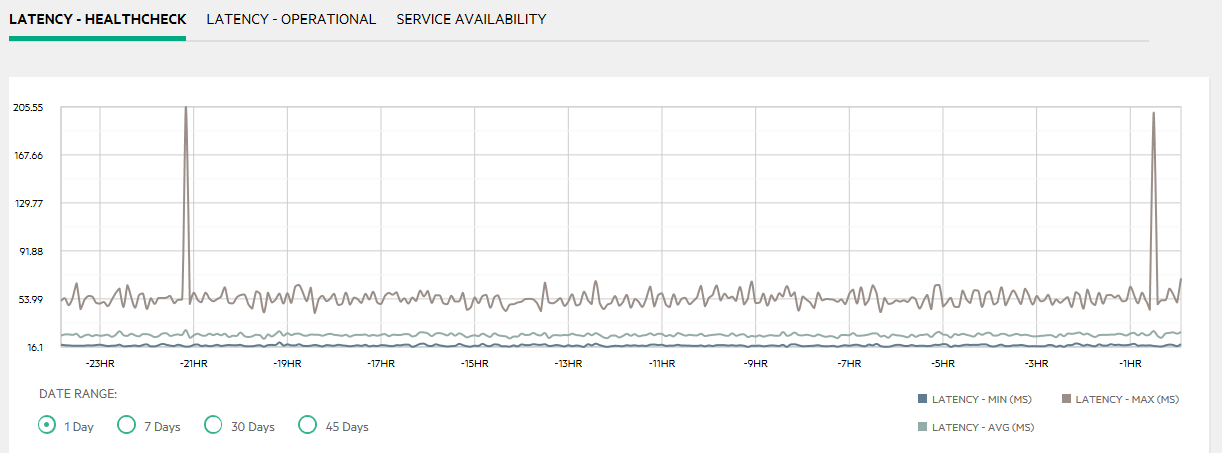 LATENCY - HEALTHCHECK LATENCY - OPERATIONAL SERVICE AVAILABILITY
205.55
167.66
129.77
91.88
53.99
16.1
-23HR -21HR -19HR -17HR -15HR -13HR -11HR -9HR -7HR -5HR -3HR -1HR
DATE RANGE:
1 Day 7 Days 30 Days 45 Days
LATENCY - MIN (MS) LATENCY - MAX (MS)
LATENCY - AVG (MS)